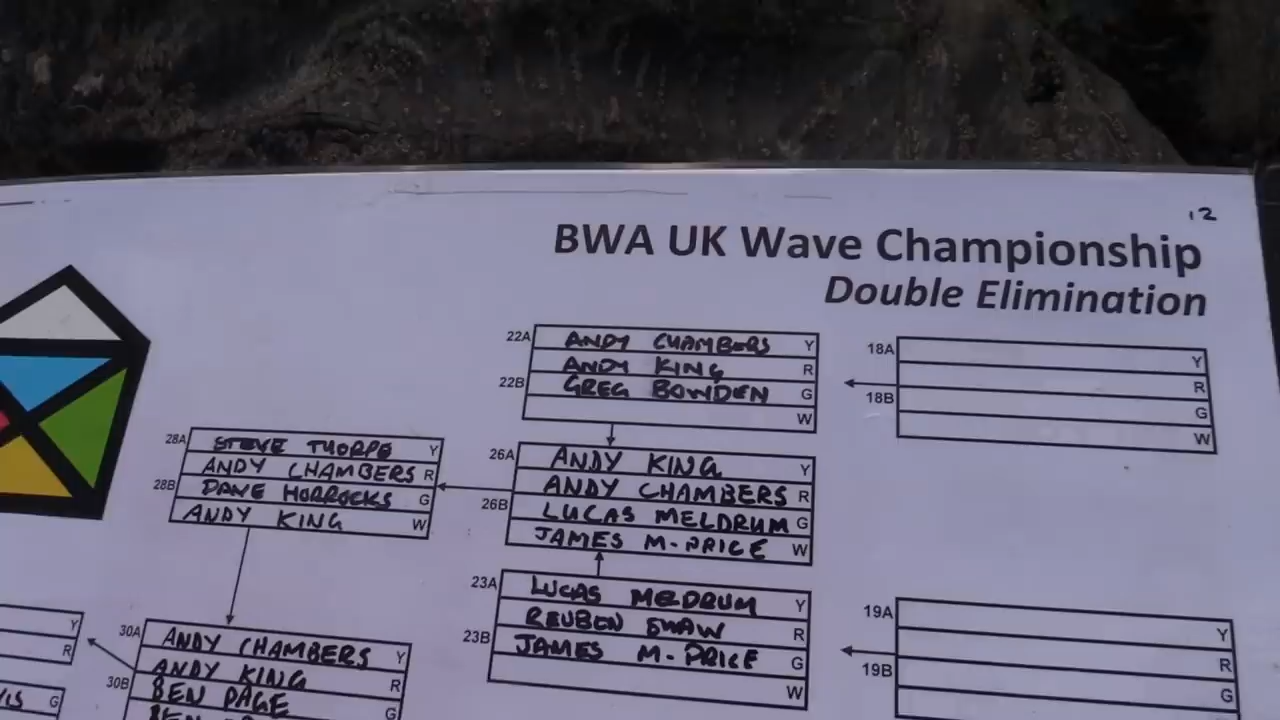 12
BWA UK Wave Championship
Double Elimination
22A ANDY CHAMBERS Y
ANDY KING R
22B GREG BOWDEN G
W
18A Y
R
18B G
W
28A STEVE THORPE Y
ANDY CHAMBERS R
28B DAVE HORROCKS G
ANDY KING W
26A ANDY KING Y
ANDY CHAMBERS R
26B LUCAS MELDRUM G
JAMES M-PRICE W
23A LUCAS MELDRUM Y
REUBEN SHAW R
23B JAMES M-PRICE G
W
19A Y
R
19B G
Y
R
G
30A ANDY CHAMBERS Y
ANDY KING R
30B BEN PAGE G
BEN